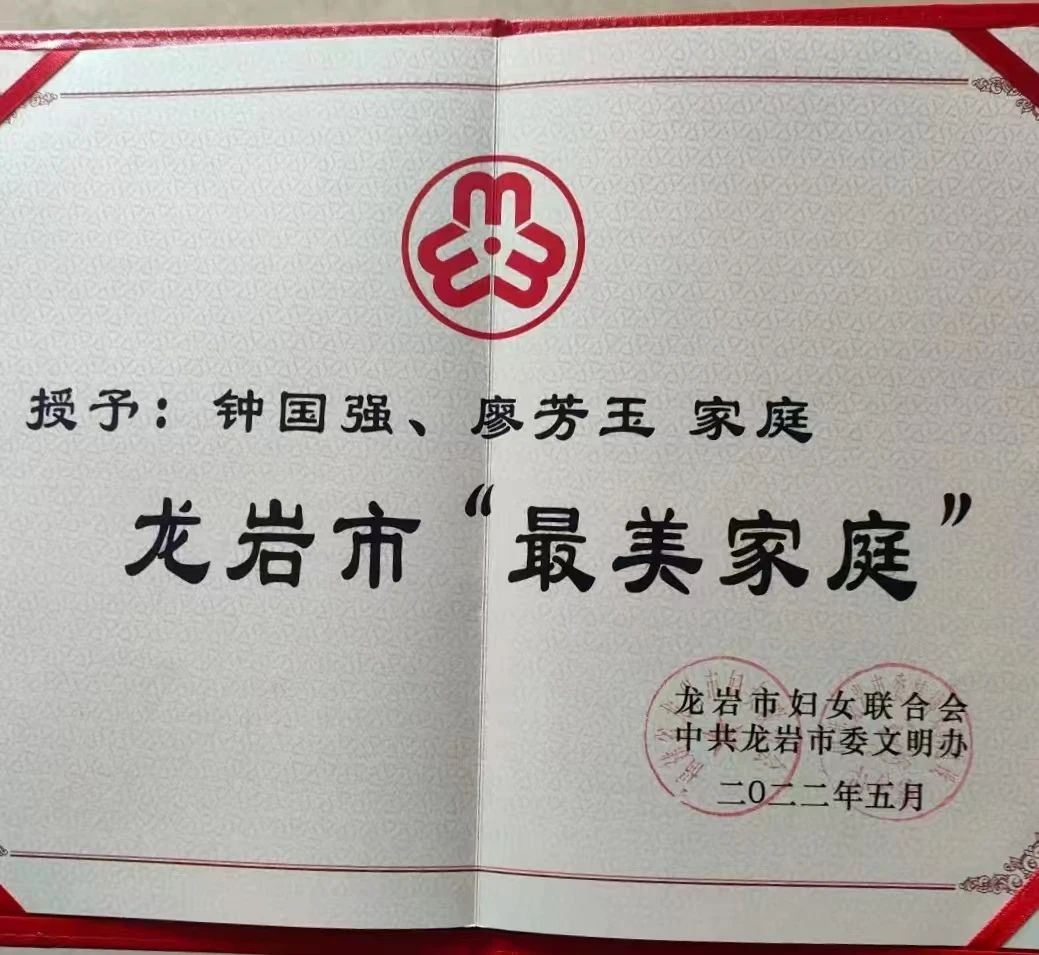 授予：钟国强、廖芳玉 家庭
龙岩市“最美家庭”
龙岩市妇女联合会
中共龙岩市委文明办
二〇二二年五月